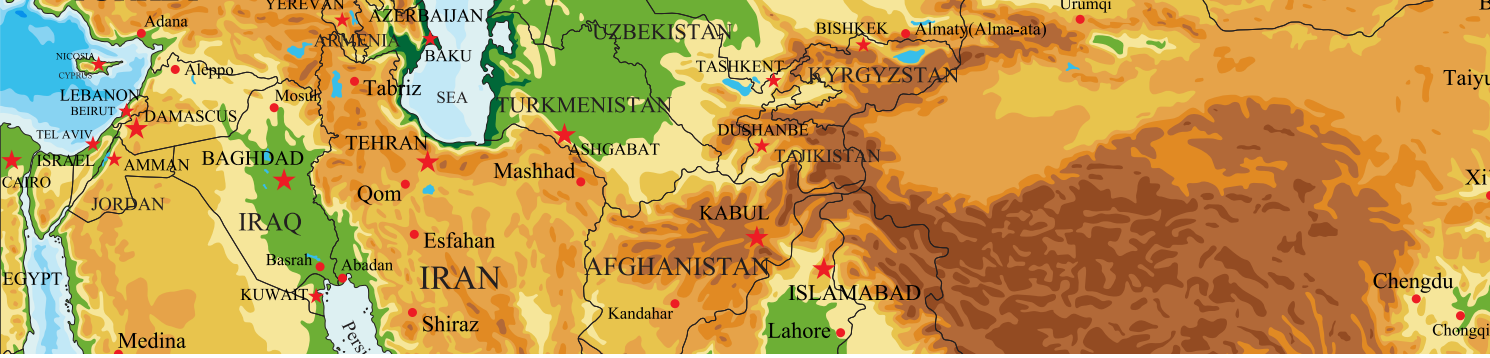 YEREVAN
AZERBAIJAN
Urumqi
Adana
UZBEKISTAN
BISHKEK
Almaty(Alma-ata)
ARMENIA
BAKU
NICOSIA
CYPRUS
Aleppo
TASHKENT
KYRGYZSTAN
Taiyu
Tabriz
LEBANON
Mosul
SEA
TURKMENISTAN
BEIRUT
DAMASCUS
TEL AVIV
DUSHANBE
TEHRAN
ASHGABAT
ISRAEL
AMMAN
BAGHDAD
TAJIKISTAN
Mashhad
CAIRO
Xi'
Qom
JORDAN
IRAQ
KABUL
Esfahan
Basrah
Abadan
AFGHANISTAN
EGYPT
IRAN
Chengdu
KUWAIT
ISLAMABAD
Kandahar
Shiraz
Lahore
Chongqi
Medina
Persi